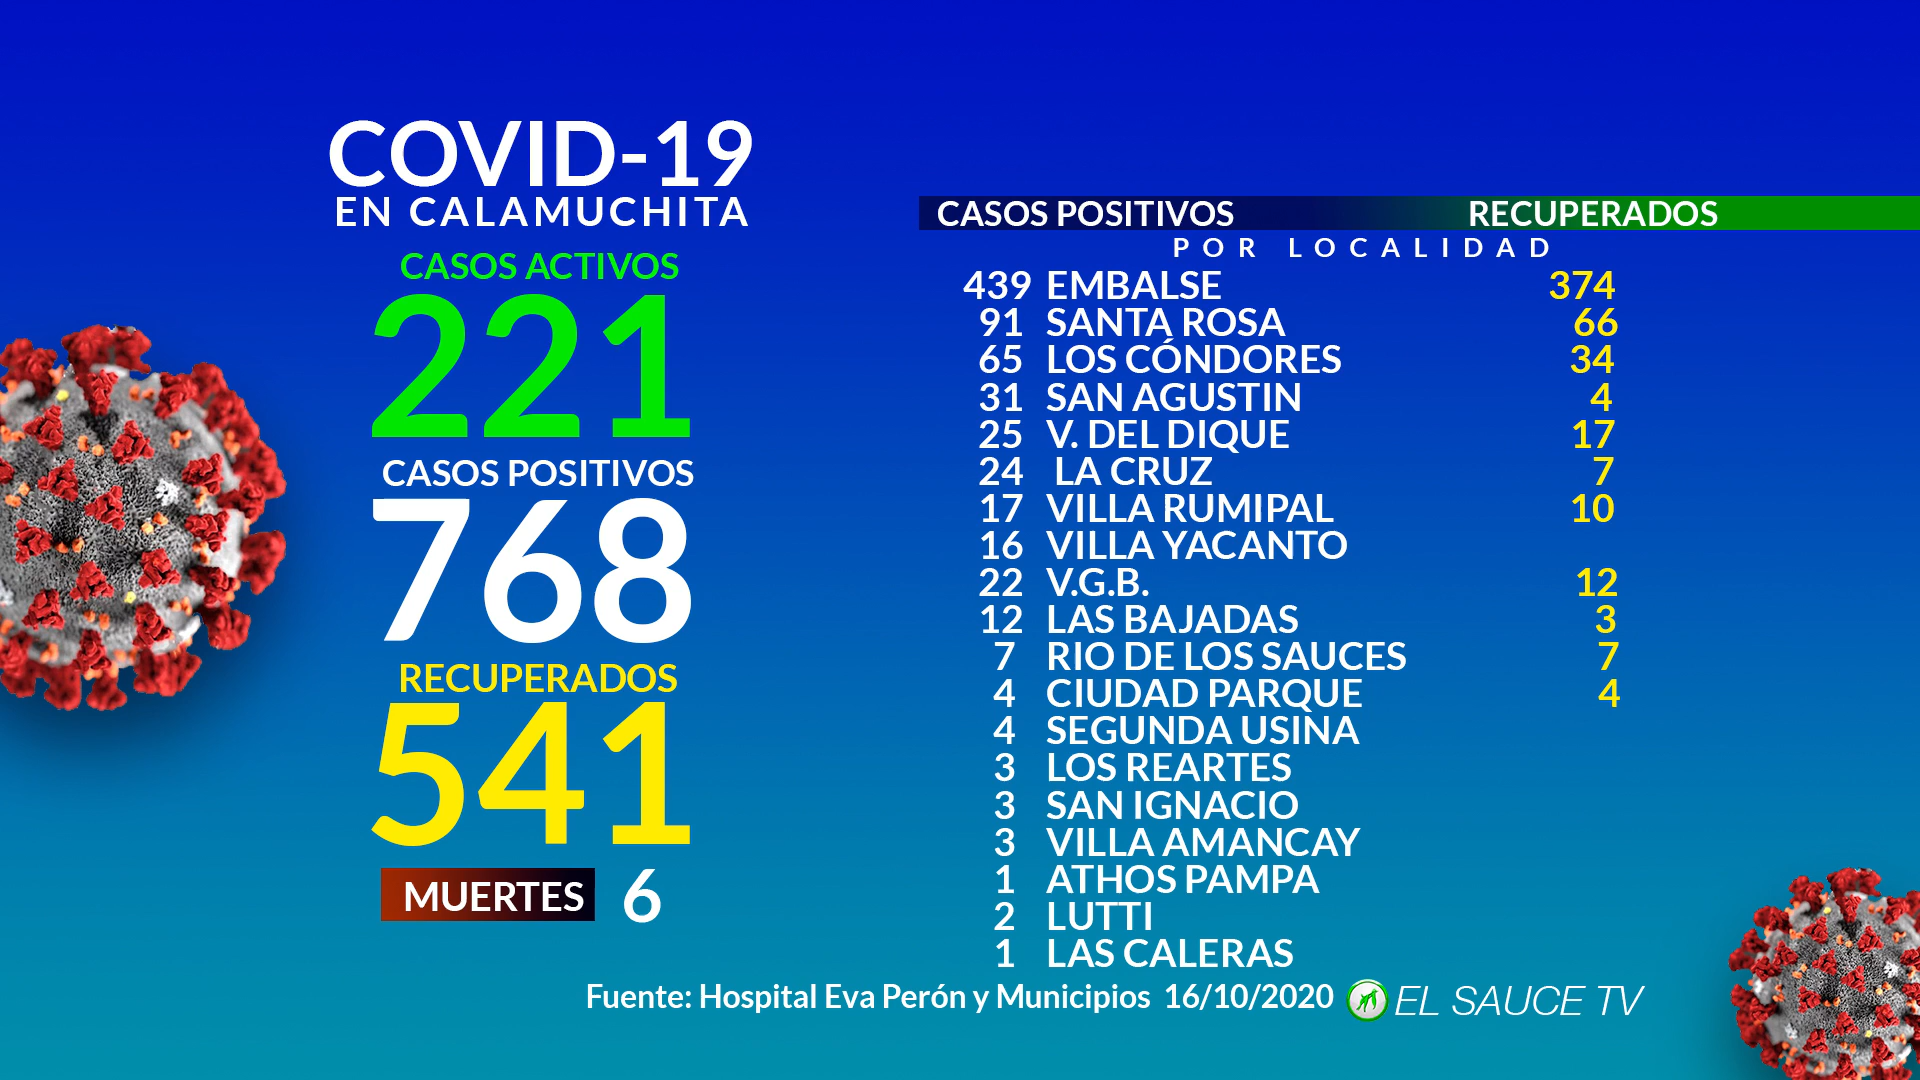 COVID-19
EN CALAMUCHITA
CASOS ACTIVOS
221
CASOS POSITIVOS
768
RECUPERADOS
541
MUERTES 6
CASOS POSITIVOS RECUPERADOS
POR LOCALIDAD
439 EMBALSE 374
91 SANTA ROSA 66
65 LOS CÓNDORES 34
31 SAN AGUSTIN 4
25 V. DEL DIQUE 17
24 LA CRUZ 7
17 VILLA RUMIPAL 10
16 VILLA YACANTO
22 V.G.B. 12
12 LAS BAJADAS 3
7 RIO DE LOS SAUCES 7
4 CIUDAD PARQUE 4
4 SEGUNDA USINA
3 LOS REARTES
3 SAN IGNACIO
3 VILLA AMANCAY
1 ATHOS PAMPA
2 LUTTI
1 LAS CALERAS
Fuente: Hospital Eva Perón y Municipios 16/10/2020 EL SAUCE TV